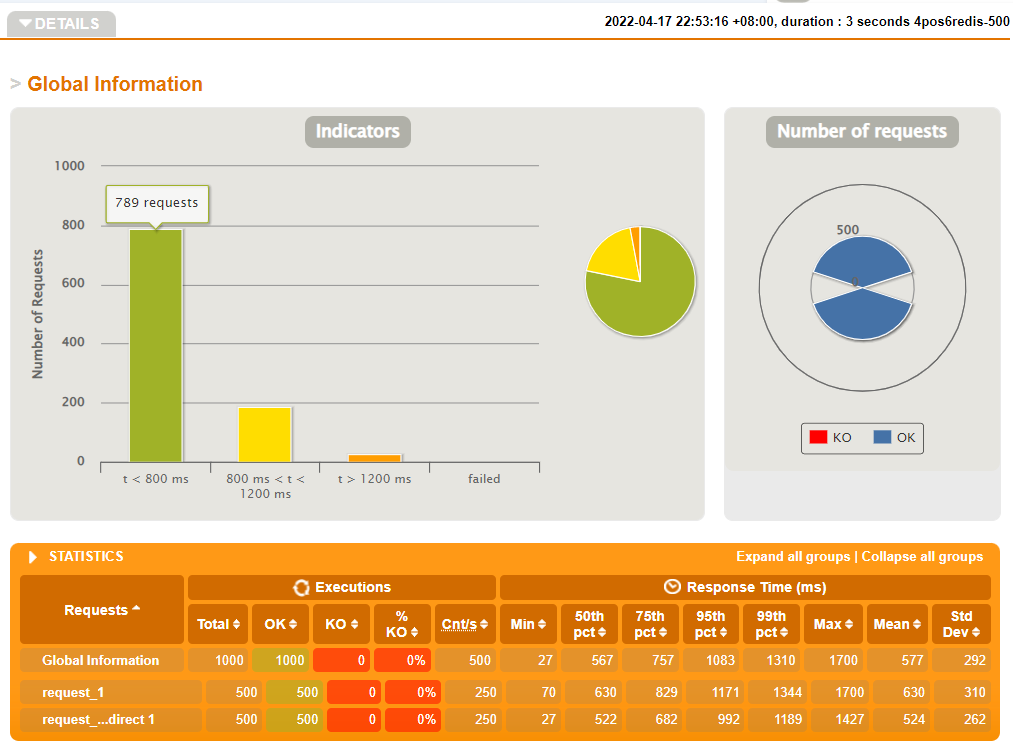 DETAILS
2022-04-17 22:53:16 +08:00, duration : 3 seconds 4pos6redis-500
> Global Information
Indicators
Number of requests
1000
800
600
400
200
0
Number of Requests
789 requests
t < 800 ms
800 ms < t <
1200 ms
t > 1200 ms
failed
500
KO OK
STATISTICS
Expand all groups | Collapse all groups
Requests
Executions
Response Time (ms)
Total OK KO % KO Cnt/s Min 50th pct 75th pct 95th pct 99th pct Max Mean Std Dev
Global Information 1000 1000 0 0% 500 27 567 757 1083 1310 1700 577 292
request_1 500 500 0 0% 250 70 630 829 1171 1344 1700 630 310
request_...direct 1 500 500 0 0% 250 27 522 682 992 1189 1427 524 262